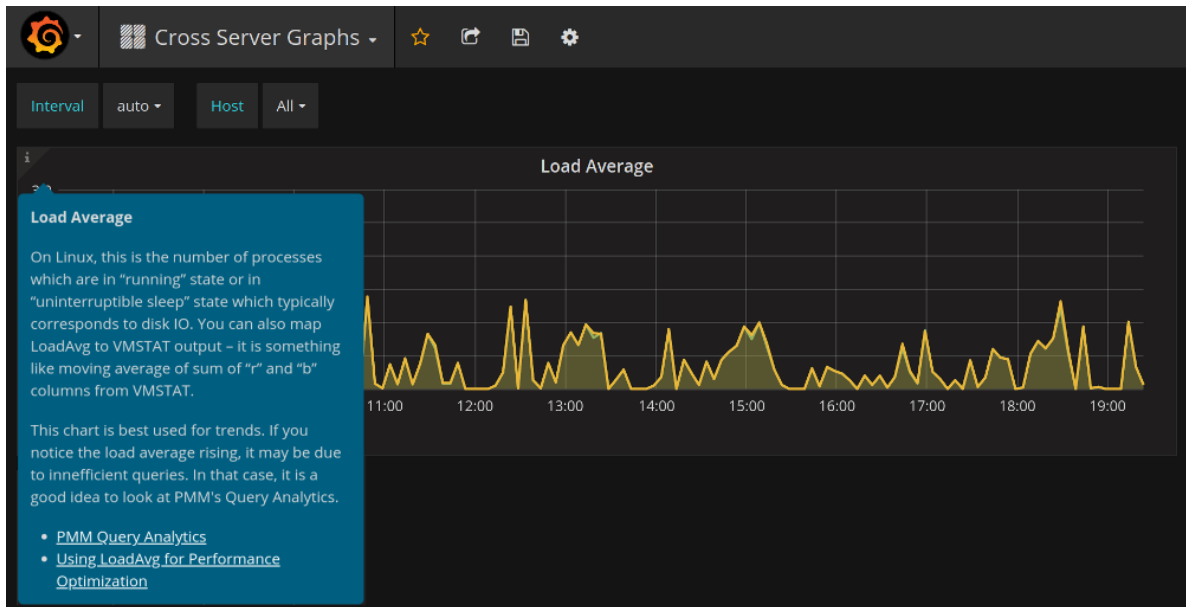 Cross Server Graphs
Interval auto Host All
i
Load Average
Load Average
On Linux, this is the number of processes
which are in “running” state or in
“uninterruptible sleep” state which typically
corresponds to disk IO. You can also map
LoadAvg to VMSTAT output – it is something
like moving average of sum of “r” and “b”
columns from VMSTAT.
This chart is best used for trends. If you
notice the load average rising, it may be due
to innefficient queries. In that case, it is a
good idea to look at PMM's Query Analytics.
• PMM Query Analytics
• Using LoadAvg for Performance
Optimization
11:00 12:00 13:00 14:00 15:00 16:00 17:00 18:00 19:00